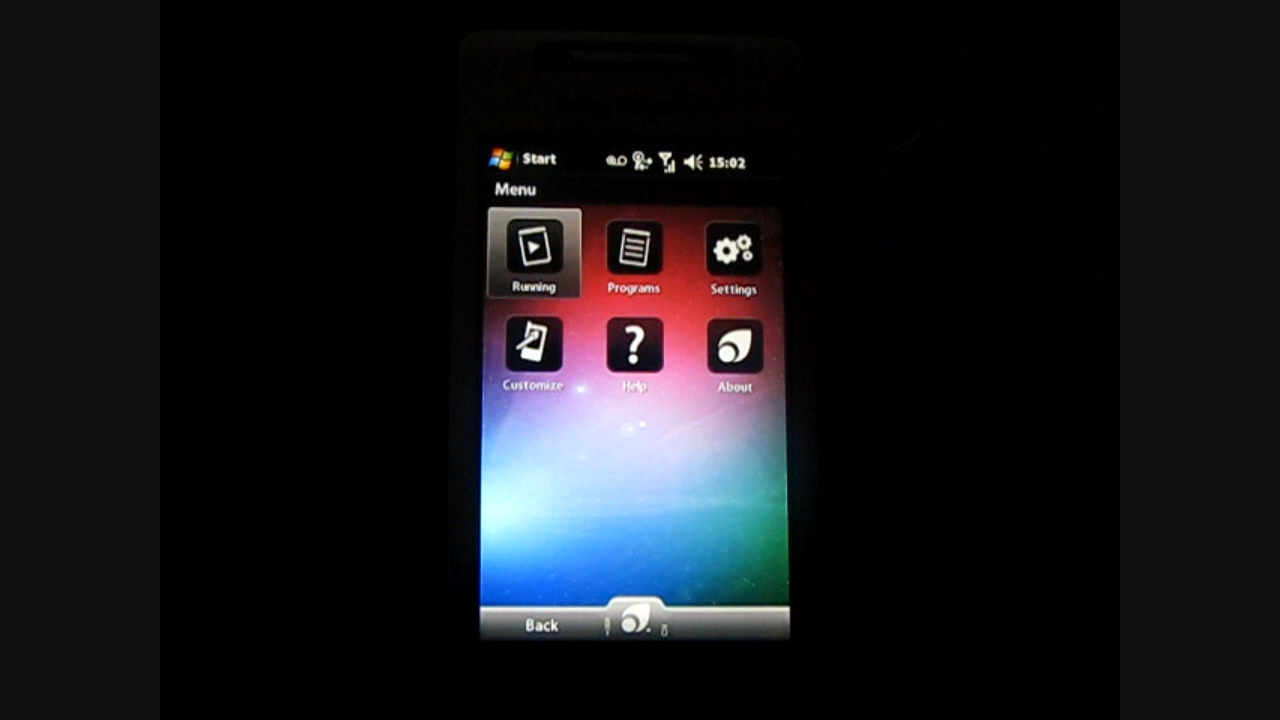 Start 15:02
Menu
Running Programs Settings
Customize Help About
Back